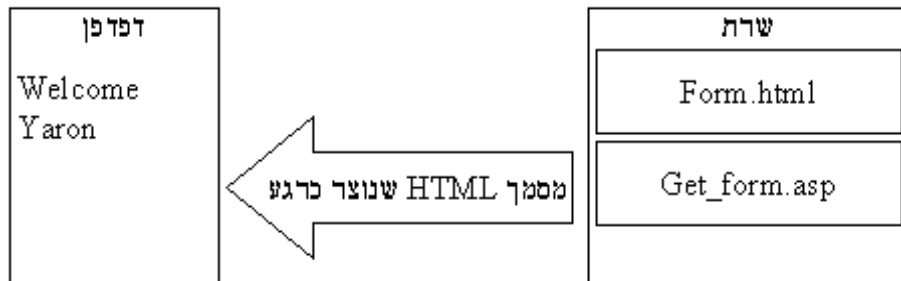 שרת
Form.html
Get_form.asp
מסמך HTML שנוצר כרגע
דפדפן
Welcome
Yaron